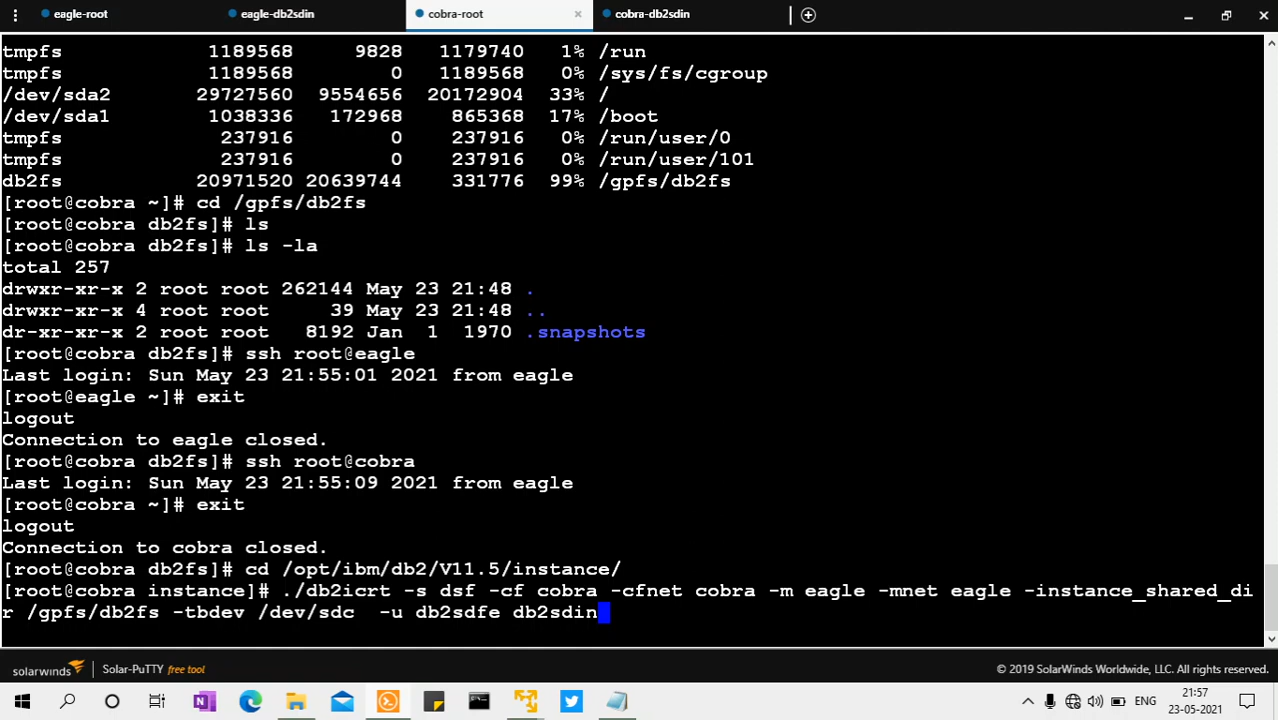 eagle-root eagle-db2sdin cobra-root × cobra-db2sdin
tmpfs 1189568 9828 1179740 1% /run
tmpfs 1189568 0 1189568 0% /sys/fs/cgroup
/dev/sda2 29727560 9554656 20172904 33% /
/dev/sda1 1038336 172968 865368 17% /boot
tmpfs 237916 0 237916 0% /run/user/0
tmpfs 237916 0 237916 0% /run/user/101
db2fs 20971520 20639744 331776 99% /gpfs/db2fs
[root@cobra ~]# cd /gpfs/db2fs
[root@cobra db2fs]# ls
[root@cobra db2fs]# ls -la
total 257
drwxr-xr-x 2 root root 262144 May 23 21:48 .
drwxr-xr-x 4 root root 39 May 23 21:48 ..
dr-xr-xr-x 2 root root 8192 Jan 1 1970 .snapshots
[root@cobra db2fs]# ssh root@eagle
Last login: Sun May 23 21:55:01 2021 from eagle
[root@eagle ~]# exit
logout
Connection to eagle closed.
[root@cobra db2fs]# ssh root@cobra
Last login: Sun May 23 21:55:09 2021 from eagle
[root@cobra ~]# exit
logout
Connection to cobra closed.
[root@cobra db2fs]# cd /opt/ibm/db2/V11.5/instance/
[root@cobra instance]# ./db2icrt -s dsf -cf cobra -cfnet cobra -m eagle -mnet eagle -instance_shared_di
r /gpfs/db2fs -tbdev /dev/sdc  -u db2sdfe db2sdin
solarwinds Solar-PuTTY free tool © 2019 SolarWinds Worldwide, LLC. All rights reserved.
ENG 21:57
23-05-2021